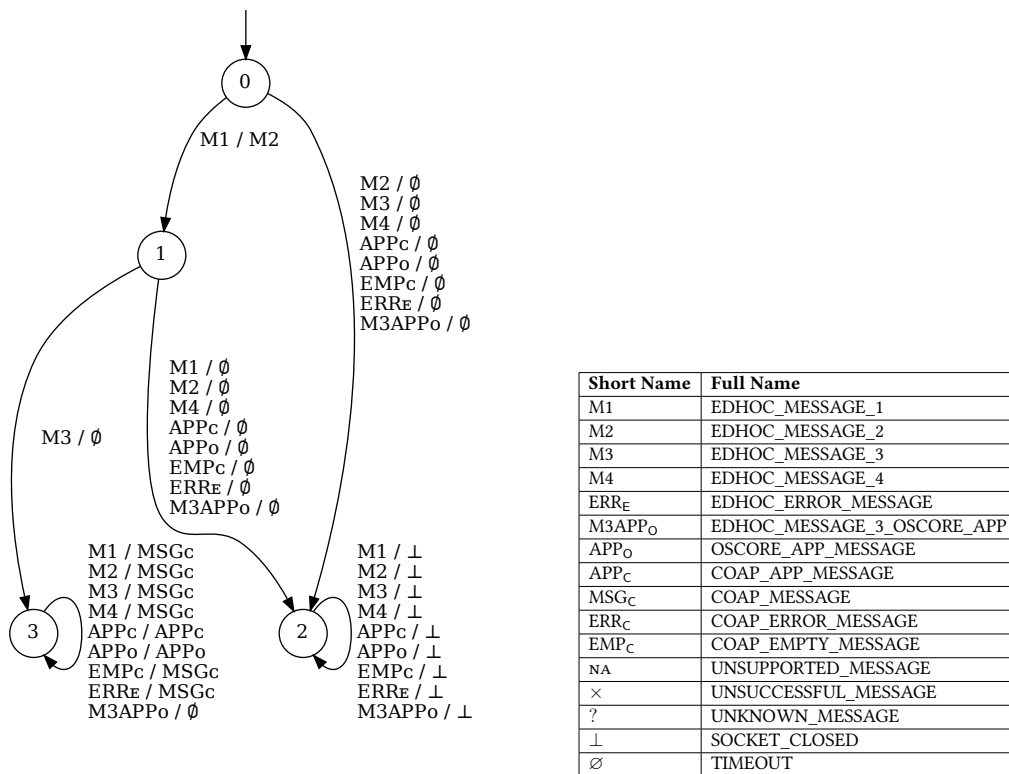 0
M1 / M2
M2 / ∅
M3 / ∅
M4 / ∅
APPC / ∅
APPO / ∅
EMPC / ∅
ERRE / ∅
M3APPO / ∅
1
M1 / ∅
M2 / ∅
M4 / ∅
APPC / ∅
APPO / ∅
EMPC / ∅
ERRE / ∅
M3APPO / ∅
M3 / ∅
3
M1 / MSGC
M2 / MSGC
M3 / MSGC
M4 / MSGC
APPC / APPC
APPO / APPO
EMPC / MSGC
ERRE / MSGC
M3APPO / ∅
2
M1 / ⊥
M2 / ⊥
M3 / ⊥
M4 / ⊥
APPC / ⊥
APPO / ⊥
EMPC / ⊥
ERRE / ⊥
M3APPO / ⊥
Short Name Full Name
M1 EDHOC_MESSAGE_1
M2 EDHOC_MESSAGE_2
M3 EDHOC_MESSAGE_3
M4 EDHOC_MESSAGE_4
ERRE EDHOC_ERROR_MESSAGE
M3APPO EDHOC_MESSAGE_3_OSCORE_APP
APPO OSCORE_APP_MESSAGE
APPC COAP_APP_MESSAGE
MSGC COAP_MESSAGE
ERRC COAP_ERROR_MESSAGE
EMPC COAP_EMPTY_MESSAGE
NA UNSUPPORTED_MESSAGE
× UNSUCCESSFUL_MESSAGE
? UNKNOWN_MESSAGE
⊥ SOCKET_CLOSED
∅ TIMEOUT